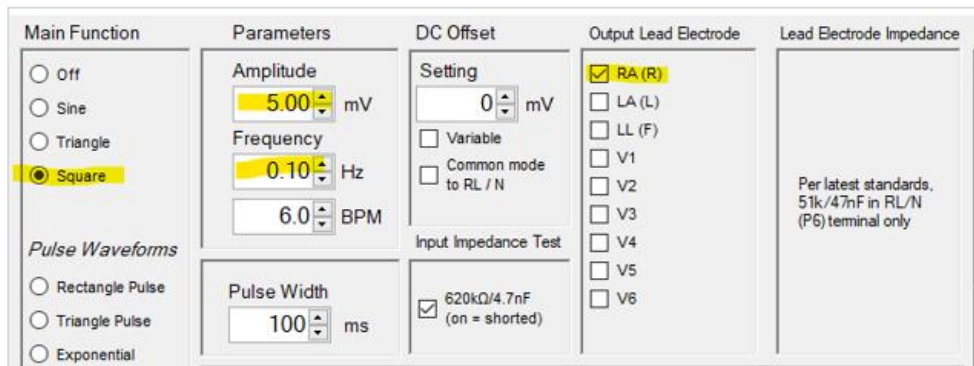 Main Function
Off
Sine
Triangle
Square
Pulse Waveforms
Rectangle Pulse
Triangle Pulse
Exponential
Parameters
Amplitude
5.00 mV
Frequency
0.10 Hz
6.0 BPM
Pulse Width
100 ms
DC Offset
Setting
0 mV
Variable
Common mode
to RL / N
Input Impedance Test
620kΩ/4.7nF
(on = shorted)
Output Lead Electrode
RA (R)
LA (L)
LL (F)
V1
V2
V3
V4
V5
V6
Lead Electrode Impedance
Per latest standards,
51k/47nF in RL/N
(P6) terminal only